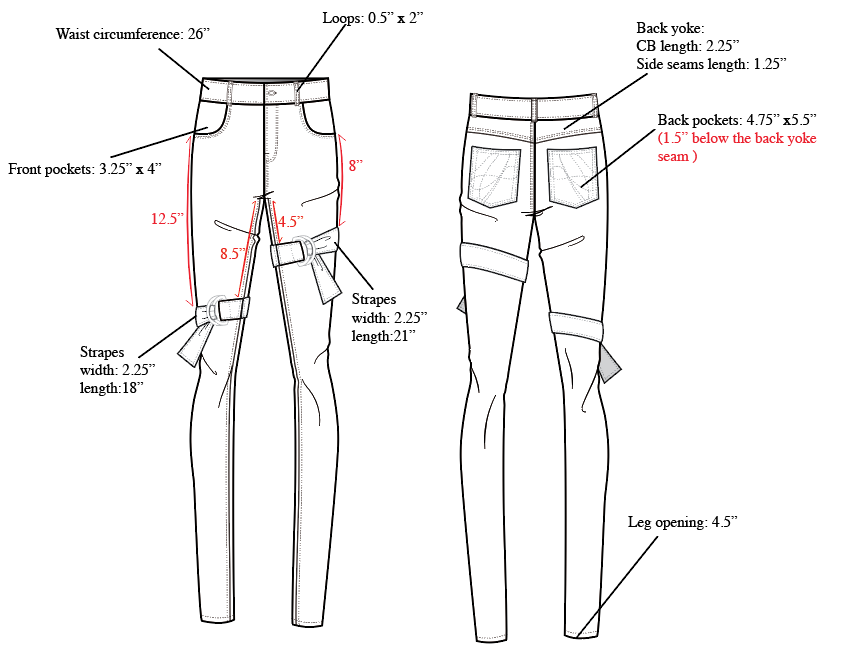 Loops: 0.5” x 2”
Waist circumference: 26”
Front pockets: 3.25” x 4”
12.5”
8”
4.5”
8.5”
Strapes
width: 2.25”
length:21”
Strapes
width: 2.25”
length:18”
Back yoke:
CB length: 2.25”
Side seams length: 1.25”
Back pockets: 4.75” x5.5”
(1.5” below the back yoke
seam )
Leg opening: 4.5”